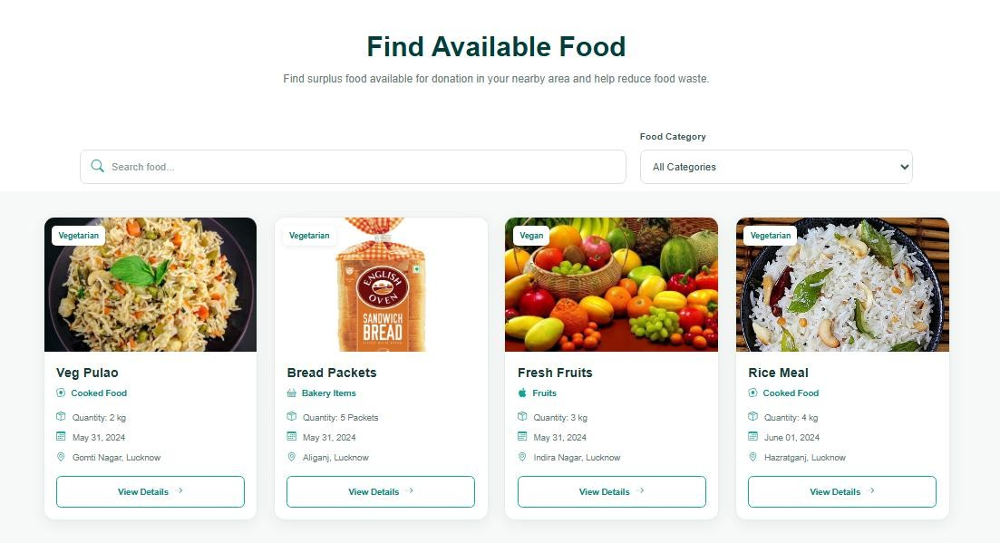 Find Available Food
Find surplus food available for donation in your nearby area and help reduce food waste.
Food Category
Search food...
All Categories
Vegetarian
ENGLISH
OVEN
SANDWICH
BREAD
Vegetarian
Vegan
Vegetarian
Veg Pulao
Cooked Food
Quantity: 2 kg
May 31, 2024
Gomti Nagar, Lucknow
View Details
Bread Packets
Bakery Items
Quantity: 5 Packets
May 31, 2024
Aliganj, Lucknow
View Details
Fresh Fruits
Fruits
Quantity: 3 kg
May 31, 2024
Indira Nagar, Lucknow
View Details
Rice Meal
Cooked Food
Quantity: 4 kg
June 01, 2024
Hazratganj, Lucknow
View Details